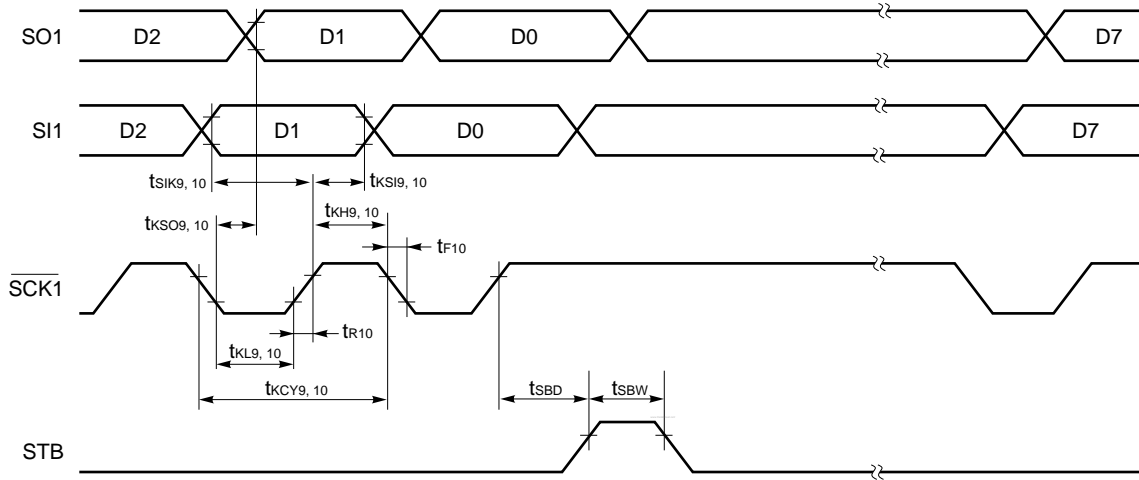 SO1 D2 D1 D0 D7
SI1 D2 D1 D0 D7
tSIK9, 10 tKSI9, 10
tKSO9, 10 tKH9, 10
tF10
SCK1
tR10
tKL9, 10
tKCY9, 10 tSBD tSBW
STB